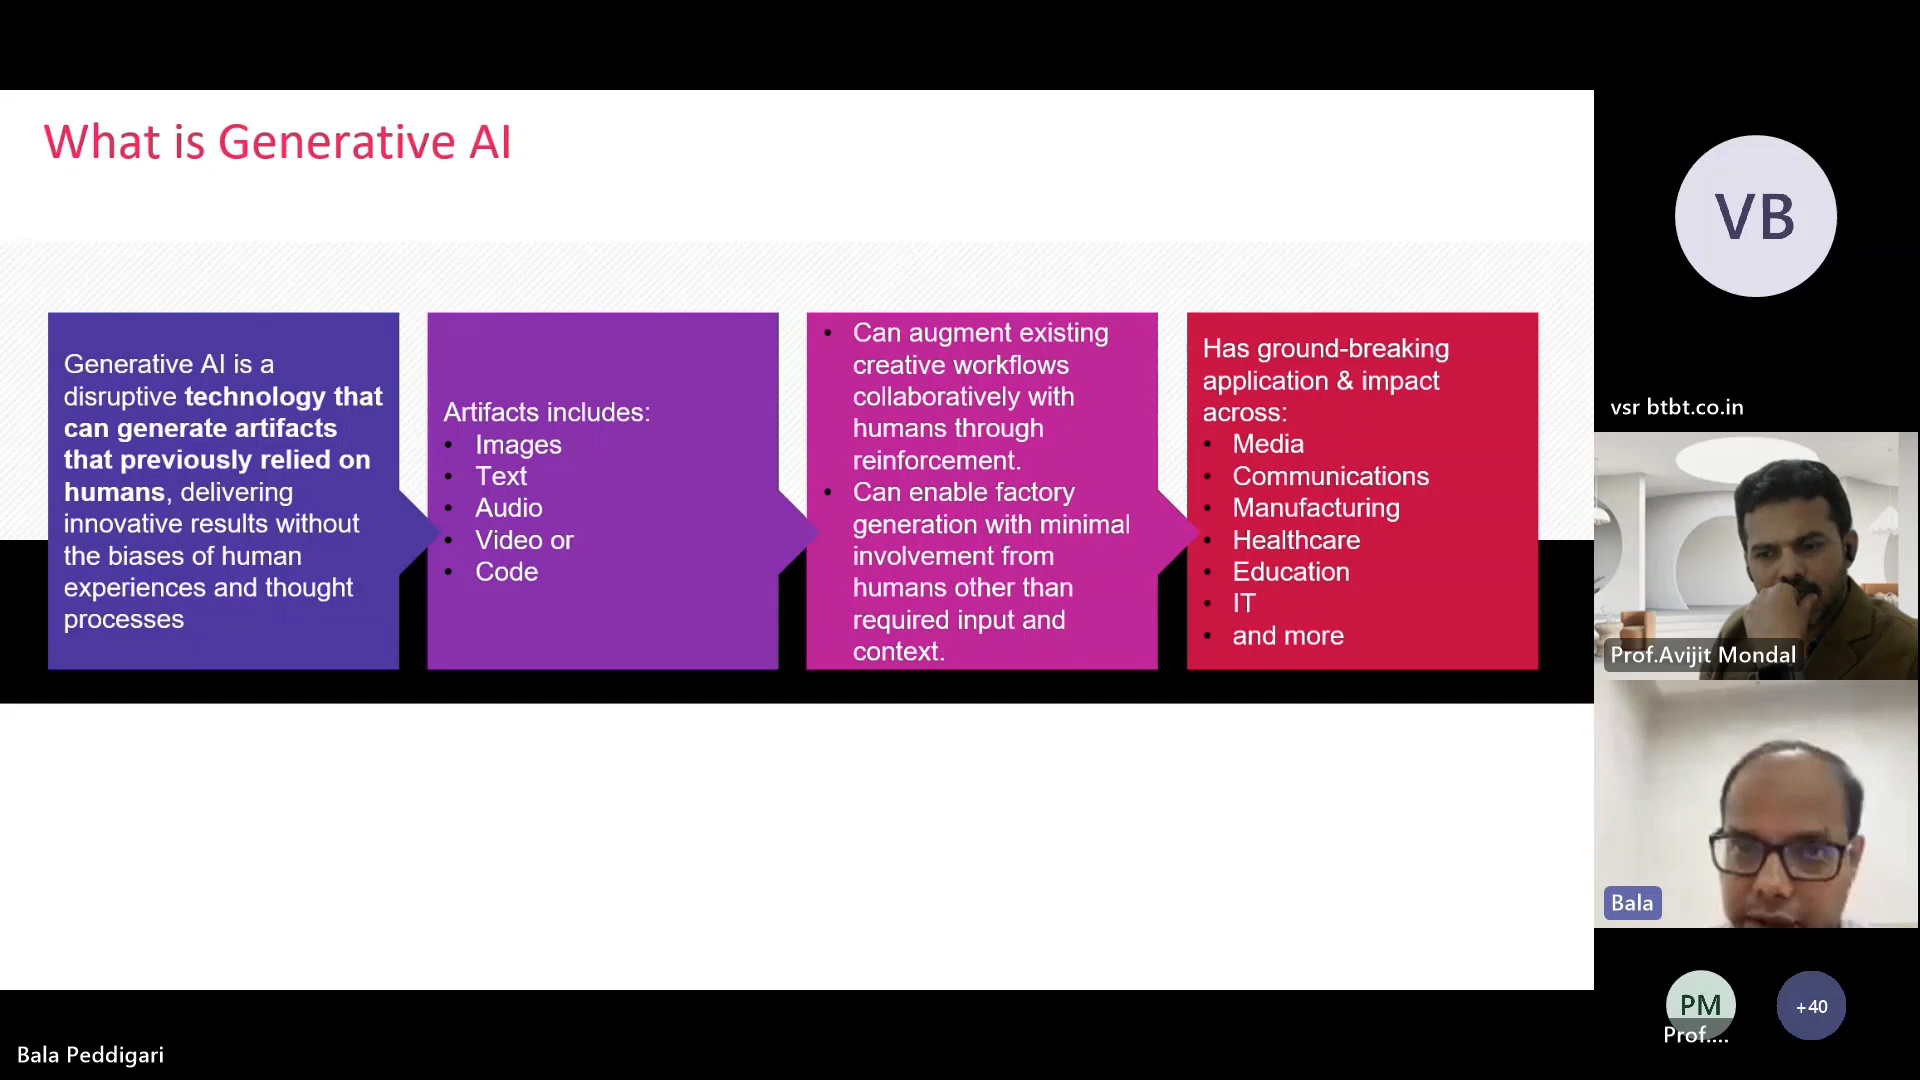 What is Generative AI
Generative AI is a
disruptive technology that
can generate artifacts
that previously relied on
humans, delivering
innovative results without
the biases of human
experiences and thought
processes
Artifacts includes:
• Images
• Text
• Audio
• Video or
• Code
• Can augment existing
creative workflows
collaboratively with
humans through
reinforcement.
• Can enable factory
generation with minimal
involvement from
humans other than
required input and
context.
Has ground-breaking
application & impact
across:
• Media
• Communications
• Manufacturing
• Healthcare
• Education
• IT
• and more
VB
vsr btbt.co.in
Prof.Avijit Mondal
Bala
PM
Prof....
+40
Bala Peddigari